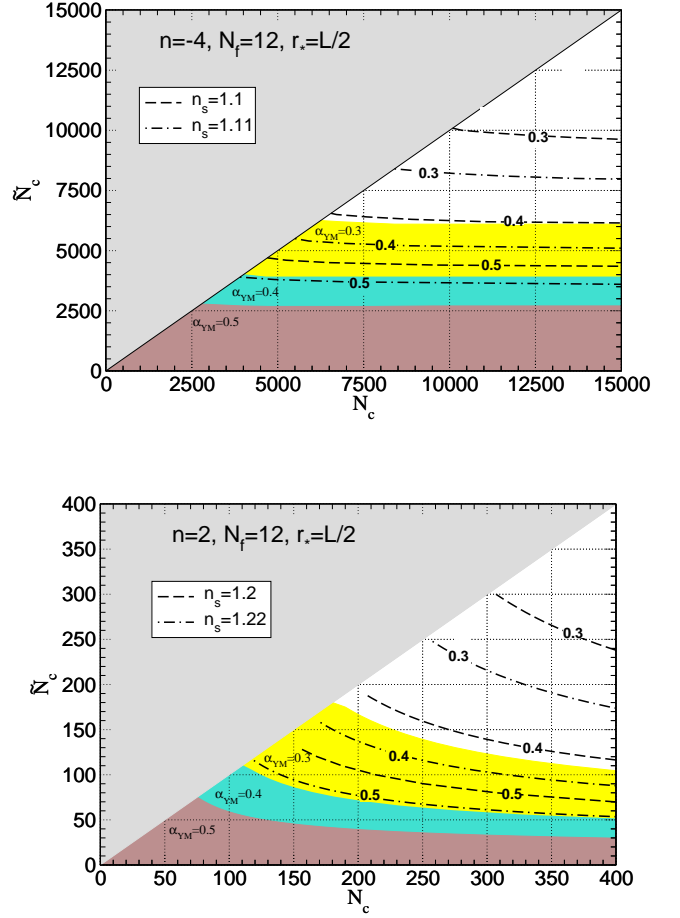 n=-4, N_f=12, r_*=L/2
n_s=1.1
n_s=1.11
15000
12500
10000
7500
5000
2500
0
Ñ_c
0.3
0.3
0.4
α_YM=0.3
0.4
0.5
0.5
α_YM=0.4
α_YM=0.5
0 2500 5000 7500 10000 12500 15000
N_c
n=2, N_f=12, r_*=L/2
n_s=1.2
n_s=1.22
400
350
300
250
200
150
100
50
0
Ñ_c
0.3
0.3
0.4
0.4
α_YM=0.3
0.5
0.5
α_YM=0.4
α_YM=0.5
0 50 100 150 200 250 300 350 400
N_c